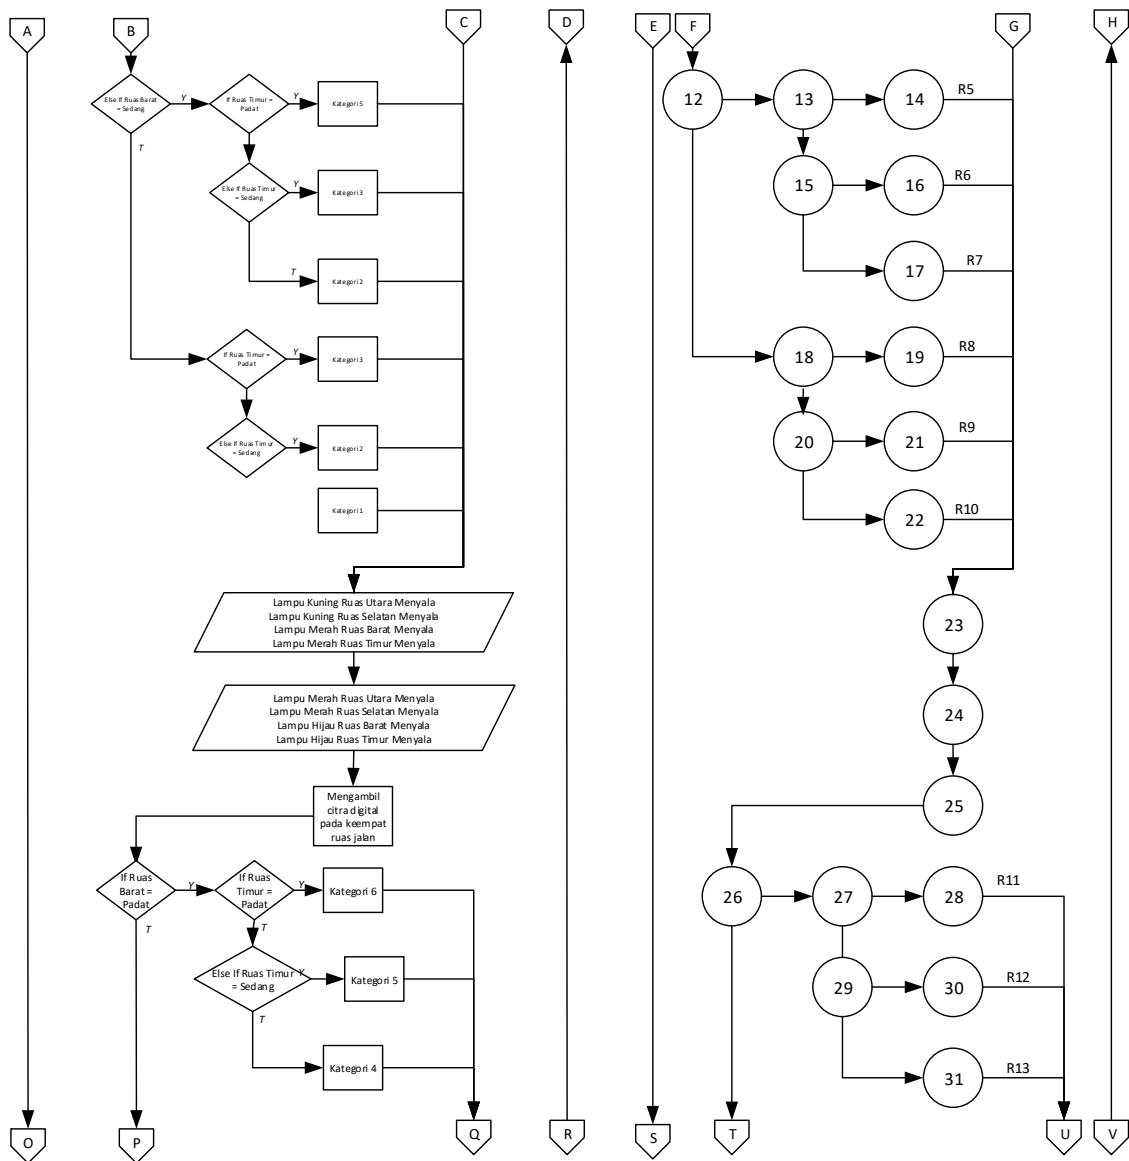 A
B
C
D
E
F
G
H
Else If Ruas Barat
= Sedang
Y
If Ruas Timur =
Padat
Y
Kategori 5
T
Else If Ruas Timur
= Sedang
Y
Kategori 3
T
Kategori 2
If Ruas Timur =
Padat
Y
Kategori 3
Else If Ruas Timur
= Sedang
Y
Kategori 2
Kategori 1
Lampu Kuning Ruas Utara Menyala
Lampu Kuning Ruas Selatan Menyala
Lampu Merah Ruas Barat Menyala
Lampu Merah Ruas Timur Menyala
Lampu Merah Ruas Utara Menyala
Lampu Merah Ruas Selatan Menyala
Lampu Hijau Ruas Barat Menyala
Lampu Hijau Ruas Timur Menyala
Mengambil
citra digital
pada keempat
ruas jalan
If Ruas
Barat =
Padat
Y
If Ruas
Timur =
Padat
Y
Kategori 6
T
T
Else If Ruas Timur
= Sedang
Y
Kategori 5
T
Kategori 4
12
13
14
R5
15
16
R6
17
R7
18
19
R8
20
21
R9
22
R10
23
24
25
26
27
28
R11
29
30
R12
31
R13
O
P
Q
R
S
T
U
V